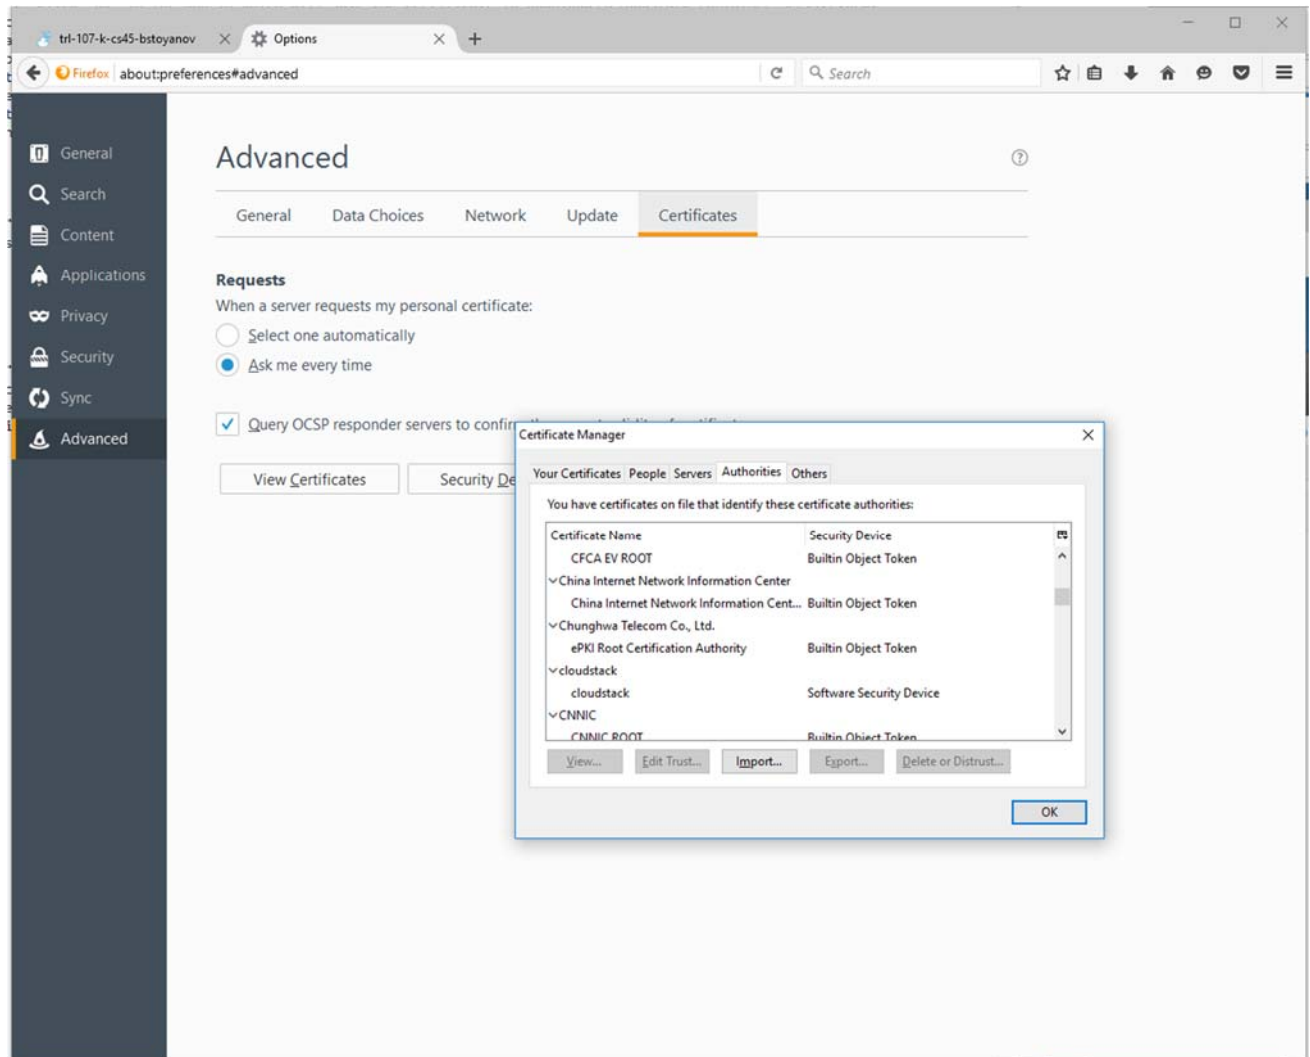 trl-107-k-cs45-bstoyanov
Options
Firefox about:preferences#advanced
Search
General
Search
Content
Applications
Privacy
Security
Sync
Advanced
Advanced
General Data Choices Network Update Certificates
Requests
When a server requests my personal certificate:
Select one automatically
Ask me every time
Query OCSP responder servers to confirm
View Certificates
Security De
Certificate Manager
Your Certificates People Servers Authorities Others
You have certificates on file that identify these certificate authorities:
Certificate Name Security Device
CFCA EV ROOT Builtin Object Token
China Internet Network Information Center
China Internet Network Information Cent... Builtin Object Token
Chunghwa Telecom Co., Ltd.
ePKI Root Certification Authority Builtin Object Token
cloudstack
cloudstack Software Security Device
CNNIC
CNNIC ROOT Builtin Object Token
View... Edit Trust... Import... Export... Delete or Distrust...
OK